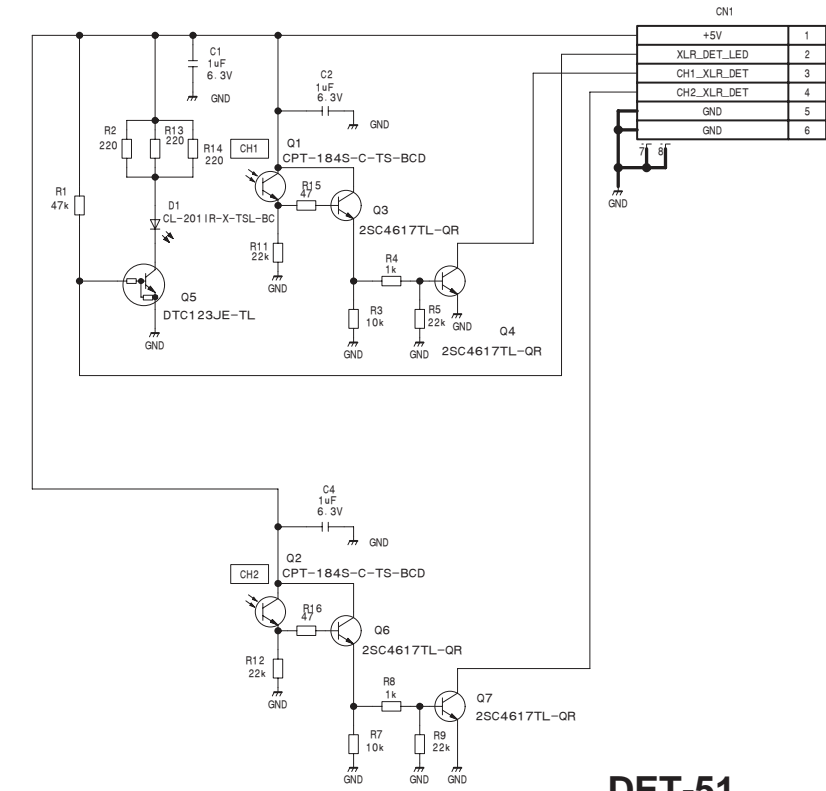 CN1
+5V 1
XLR_DET_LED 2
CH1_XLR_DET 3
CH2_XLR_DET 4
GND 5
GND 6
7 8
GND
C1
1uF
6.3V
GND
C2
1uF
6.3V
GND
R2
220
R13
220
R14
220
CH1
Q1
CPT-184S-C-TS-BCD
R1
47k
D1
CL-201IR-X-TSL-BC
R15
47
Q3
2SC4617TL-QR
R11
22k
GND
R4
1k
Q5
DTC123JE-TL
GND
R3
10k
GND
R5
22k
GND
GND
Q4
2SC4617TL-QR
C4
1uF
6.3V
GND
CH2
Q2
CPT-184S-C-TS-BCD
R16
47
Q6
2SC4617TL-QR
R12
22k
GND
R8
1k
Q7
2SC4617TL-QR
R7
10k
GND
R9
22k
GND
GND
DET-51